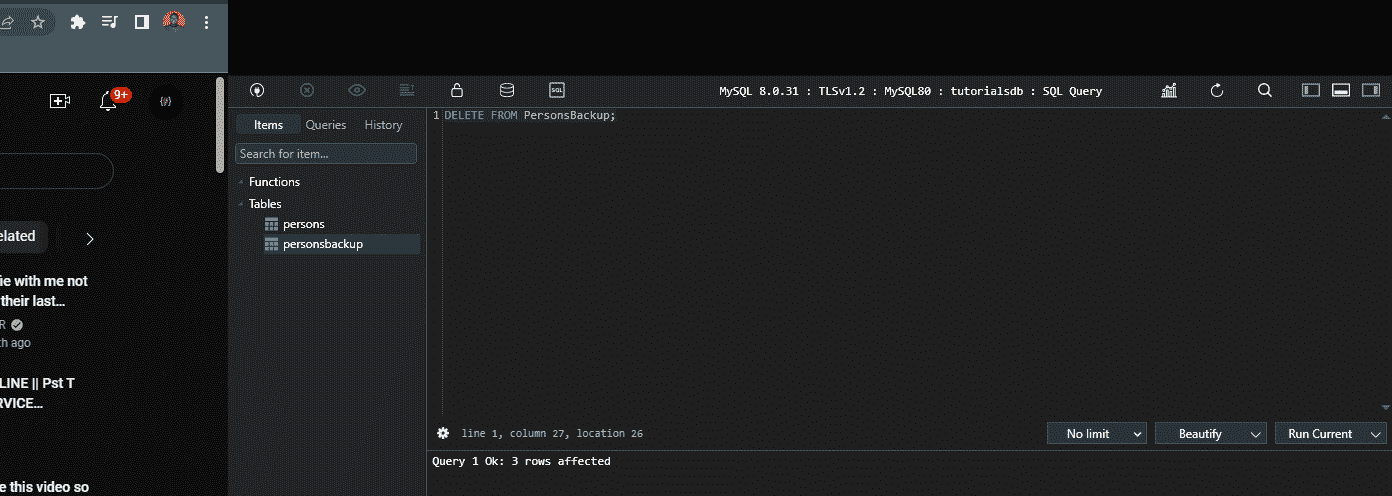 9+
elated
ie with me not
their last...
R
th ago
LINE || Pst T
RVICE...
e this video so
SQL
MySQL 8.0.31 : TLSv1.2 : MySQL80 : tutorialsdb : SQL Query
Items Queries History
Search for item...
Functions
Tables
persons
personsbackup
1 DELETE FROM PersonsBackup;
line 1, column 27, location 26
No limit Beautify Run Current
Query 1 Ok: 3 rows affected